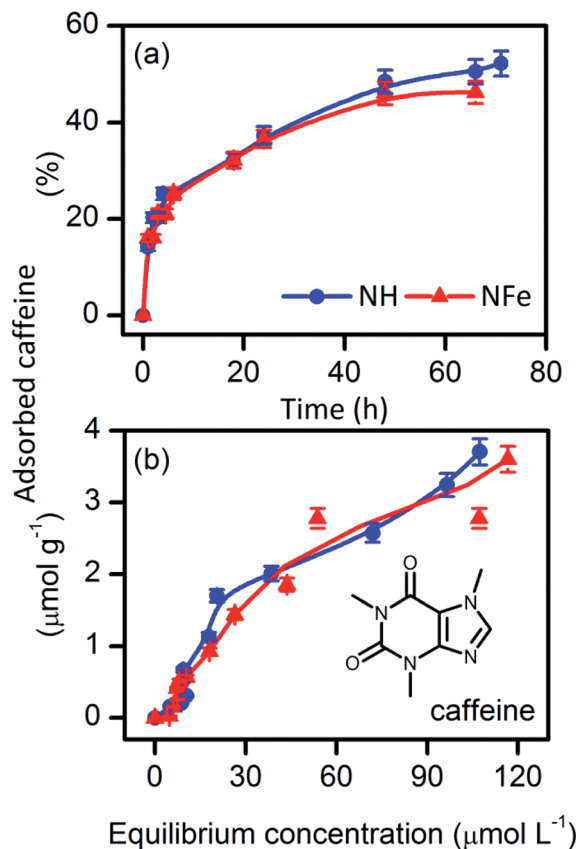 (a)
60
40
20
0
(%)
NH NFe
0 20 40 60 80
Time (h)
Adsorbed caffeine
(b)
4
3
2
1
0
(μmol g⁻¹)
O
N
N
O
N
N
caffeine
0 30 60 90 120
Equilibrium concentration (μmol L⁻¹)